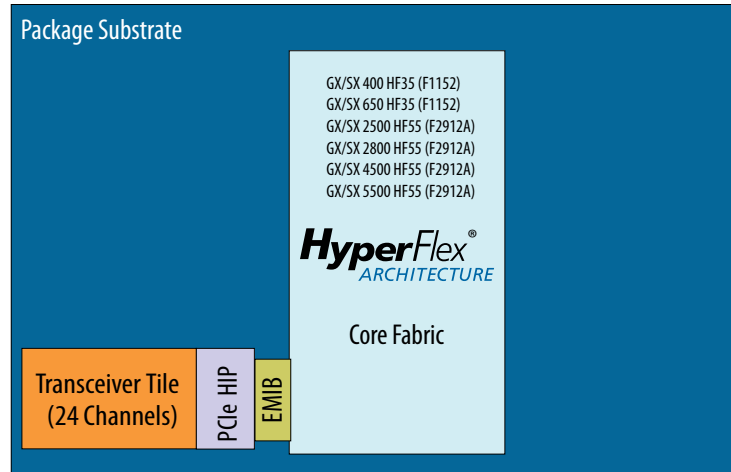 Package Substrate
GX/SX 400 HF35 (F1152)
GX/SX 650 HF35 (F1152)
GX/SX 2500 HF55 (F2912A)
GX/SX 2800 HF55 (F2912A)
GX/SX 4500 HF55 (F2912A)
GX/SX 5500 HF55 (F2912A)
HyperFlex®
ARCHITECTURE
Core Fabric
Transceiver Tile
(24 Channels)
PCIe HIP
EMIB